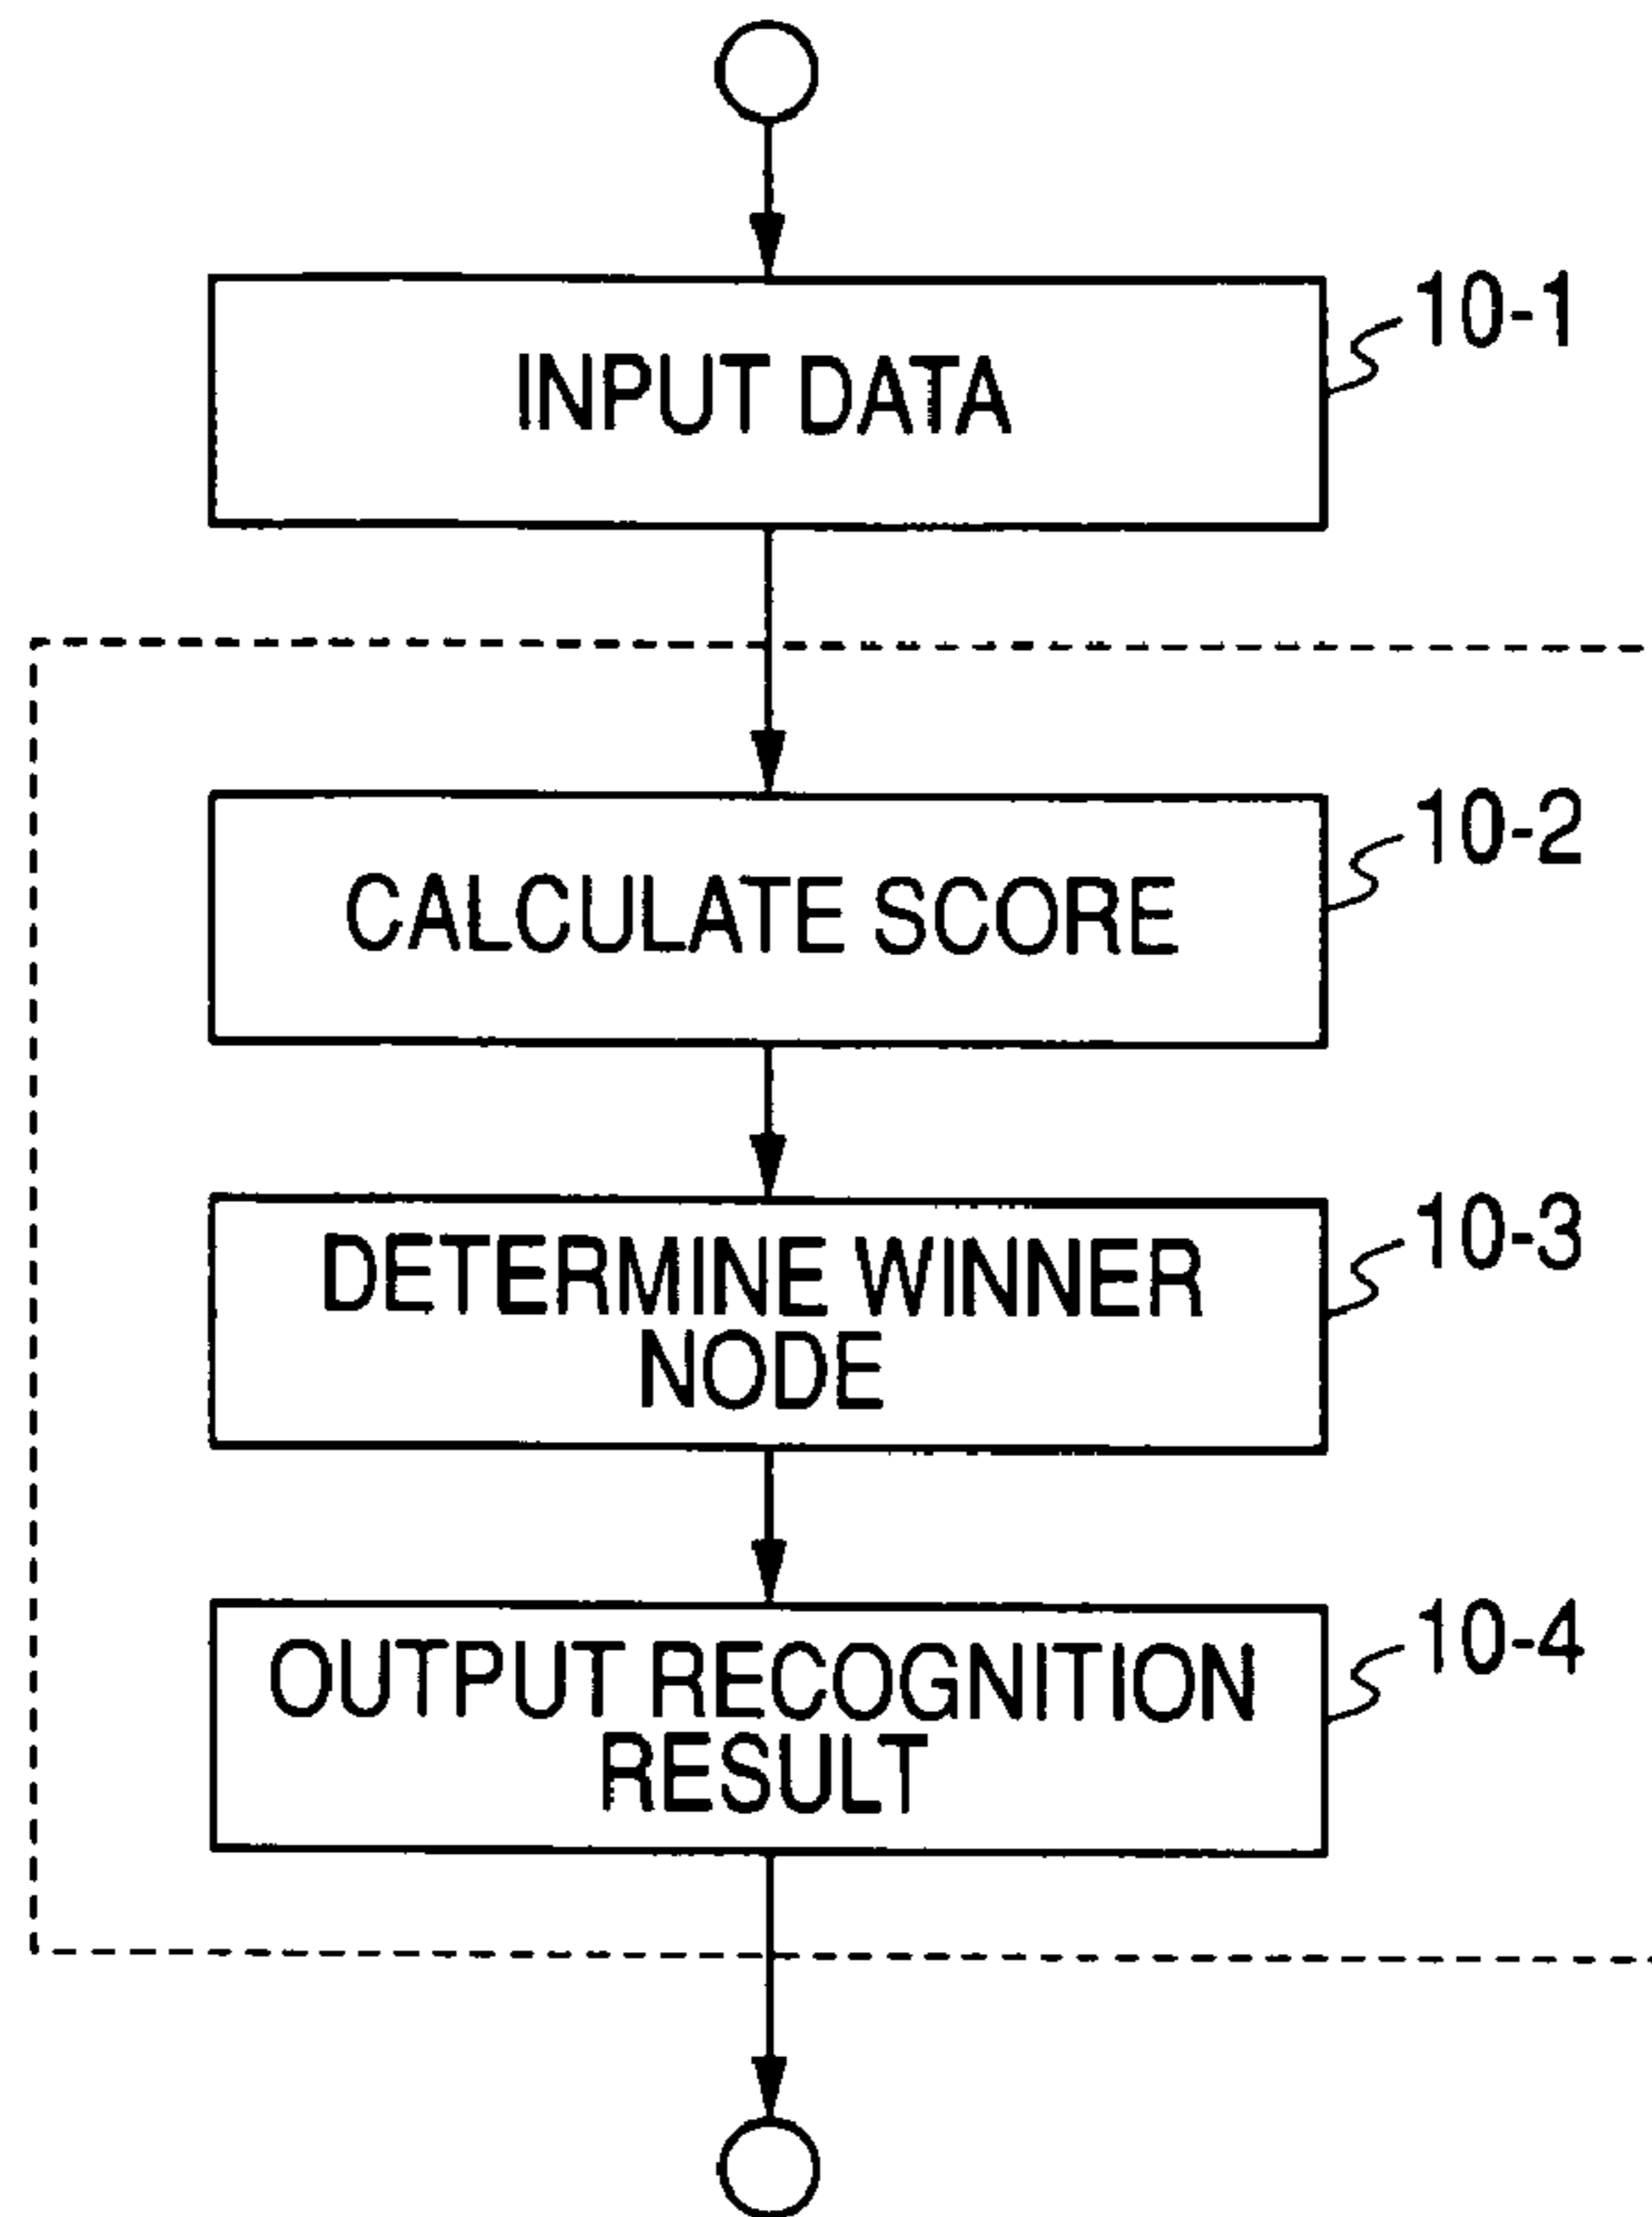 INPUT DATA
10-1
CALCULATE SCORE
10-2
DETERMINE WINNER
NODE
10-3
OUTPUT RECOGNITION
RESULT
10-4